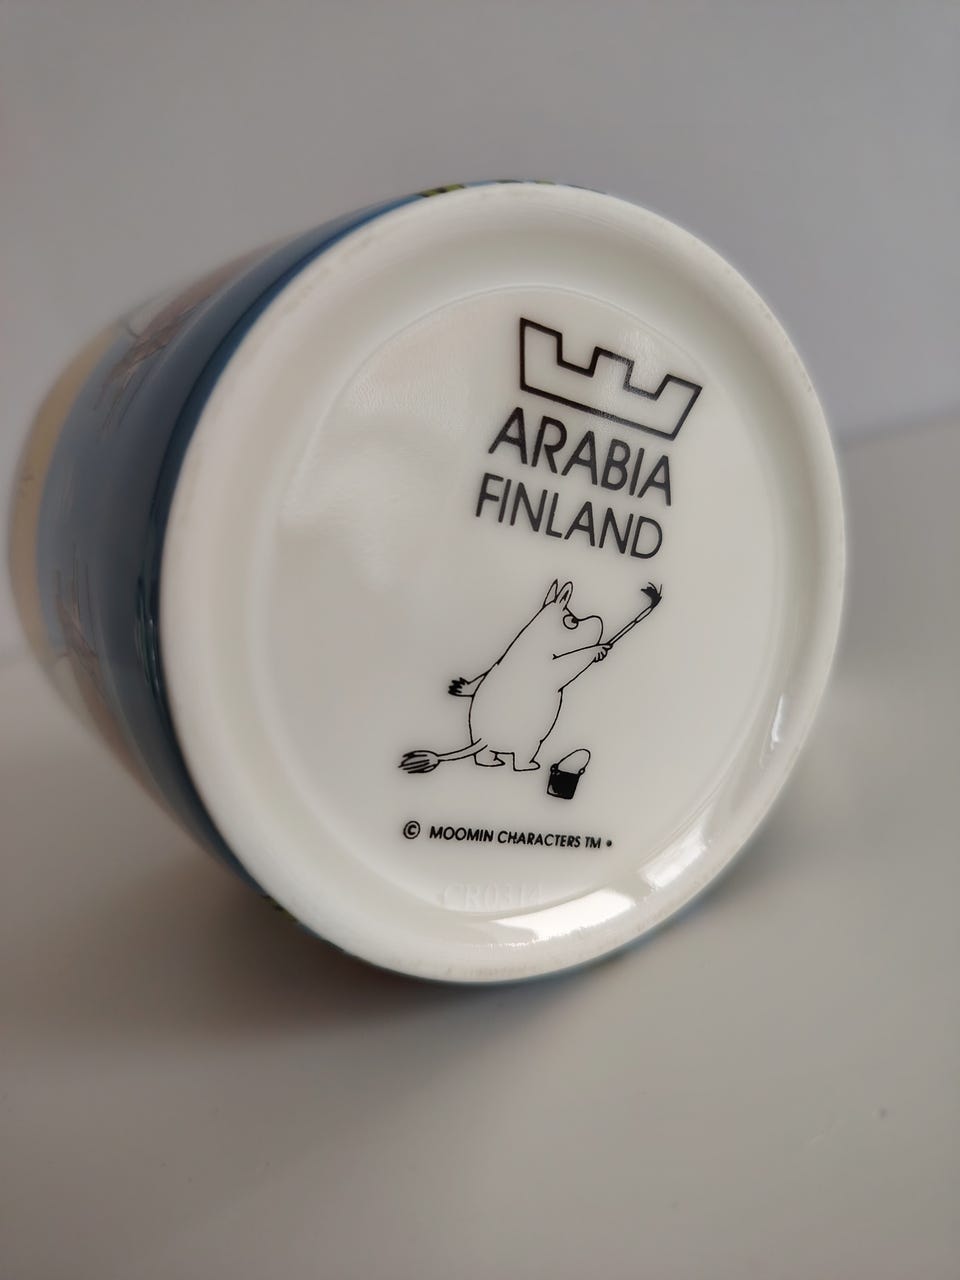 ARABIA
FINLAND
© MOOMIN CHARACTERS TM •